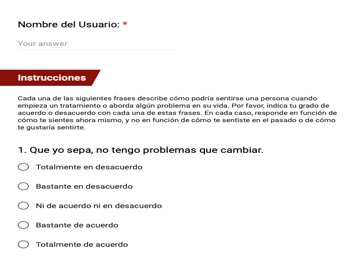 Nombre del Usuario: *
Your answer
Instrucciones
Cada una de las siguientes frases describe cómo podría sentirse una persona cuando
empieza un tratamiento o aborda algún problema en su vida. Por favor, indica tu grado de
acuerdo o desacuerdo con cada una de estas frases. En cada caso, responde en función de
cómo te sientes ahora mismo, y no en función de cómo te sentiste en el pasado o de cómo
te gustaría sentirte.
1. Que yo sepa, no tengo problemas que cambiar.
Totalmente en desacuerdo
Bastante en desacuerdo
Ni de acuerdo ni en desacuerdo
Bastante de acuerdo
Totalmente de acuerdo